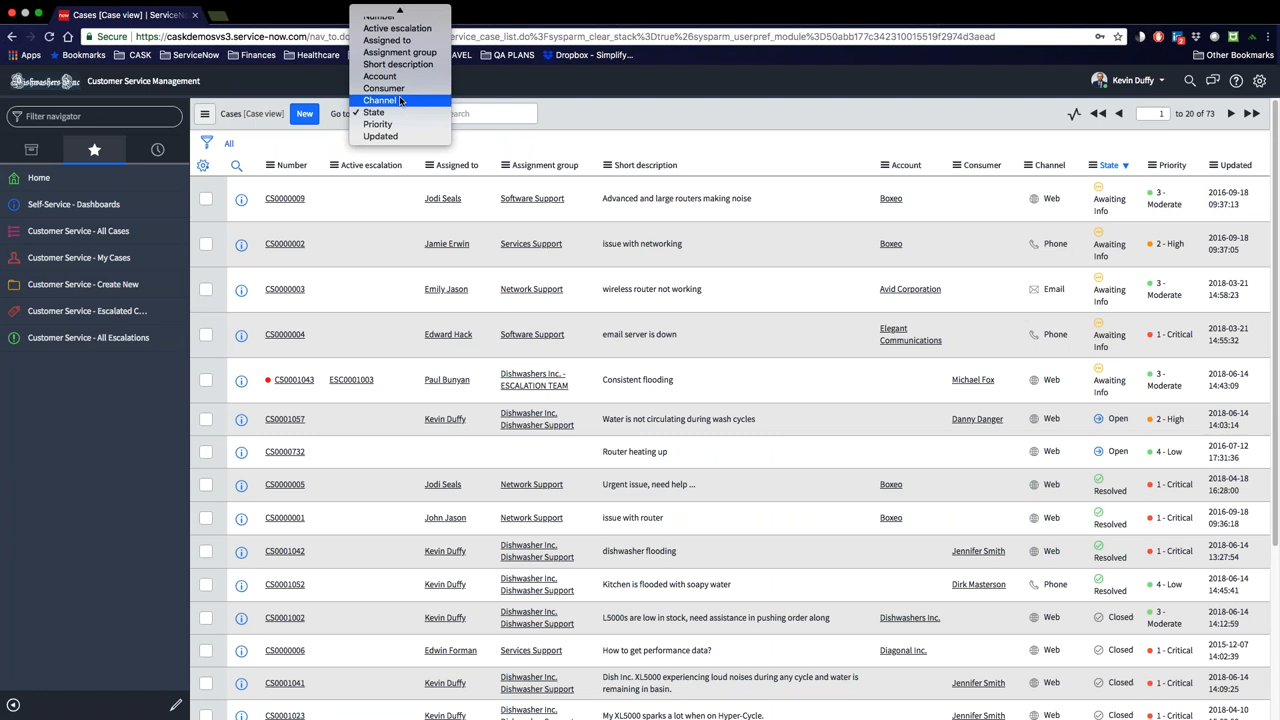 Cases [Case view] | ServiceN
Secure
https://caskdemosvs3.service-now.com/nav_to.do
service_case_list.do%3Fsysparm_clear_stack%3Dtrue%26sysparm_userpref_module%3D50abb171d7210010015519f2974d3aead
Apps
Bookmarks
CASK
ServiceNow
Finances
AVEL
QA PLANS
Dropbox - Simplify...
Other Bookmarks
Number
Active escalation
Assigned to
Assignment group
Short description
Account
Consumer
Channel
✓ State
Priority
Updated
Dishwashers Inc.
Customer Service Management
Kevin Duffy
Filter navigator
Home
Self-Service - Dashboards
Customer Service - All Cases
Customer Service - My Cases
Customer Service - Create New
Customer Service - Escalated C...
Customer Service - All Escalations
Cases [Case view]
New
Go to
1
to 20 of 73
All
Number
Active escalation
Assigned to
Assignment group
Short description
Account
Consumer
Channel
State ▼
Priority
Updated
CS0000009 Jodi Seals Software Support Advanced and large routers making noise Boxeo Web Awaiting Info 3 - Moderate 2016-09-18 09:37:13
CS0000002 Jamie Erwin Services Support issue with networking Boxeo Phone Awaiting Info 2 - High 2016-09-18 09:37:05
CS0000003 Emily Jason Network Support wireless router not working Avid Corporation Email Awaiting Info 3 - Moderate 2018-03-21 14:58:23
CS0000004 Edward Hack Software Support email server is down Elegant Communications Phone Awaiting Info 1 - Critical 2018-03-21 14:55:32
CS0001043 ESC0001003 Paul Bunyan Dishwashers Inc. - ESCALATION TEAM Consistent flooding Michael Fox Web Awaiting Info 3 - Moderate 2018-06-14 14:43:09
CS0001057 Kevin Duffy Dishwasher Inc. Dishwasher Support Water is not circulating during wash cycles Danny Danger Web Open 2 - High 2018-06-14 14:03:14
CS0000732 Router heating up Web Open 4 - Low 2016-07-12 17:31:36
CS0000005 Jodi Seals Network Support Urgent issue, need help ... Boxeo Web Resolved 1 - Critical 2018-04-18 16:28:00
CS0000001 John Jason Network Support issue with router Boxeo Web Resolved 1 - Critical 2016-09-18 09:36:18
CS0001042 Kevin Duffy Dishwasher Inc. Dishwasher Support dishwasher flooding Jennifer Smith Web Resolved 1 - Critical 2018-06-14 13:27:54
CS0001052 Kevin Duffy Dishwasher Inc. Dishwasher Support Kitchen is flooded with soapy water Dirk Masterson Phone Resolved 4 - Low 2018-06-14 14:45:41
CS0001002 Kevin Duffy Dishwasher Inc. Dishwasher Support L5000s are low in stock, need assistance in pushing order along Dishwashers Inc. Web Closed 3 - Moderate 2018-06-14 14:12:59
CS0000006 Edwin Forman Services Support How to get performance data? Diagonal Inc. Web Closed 1 - Critical 2015-12-07 14:02:39
CS0001041 Kevin Duffy Dishwasher Inc. Dishwasher Support Dish Inc. XL5000 experiencing loud noises during any cycle and water is remaining in basin. Jennifer Smith Web Closed 1 - Critical 2018-06-14 14:09:25
CS0001023 Kevin Duffy Dishwasher Inc. My XL5000 sparks a lot when on Hyper-Cycle. Jennifer Smith Web Closed 1 - Critical